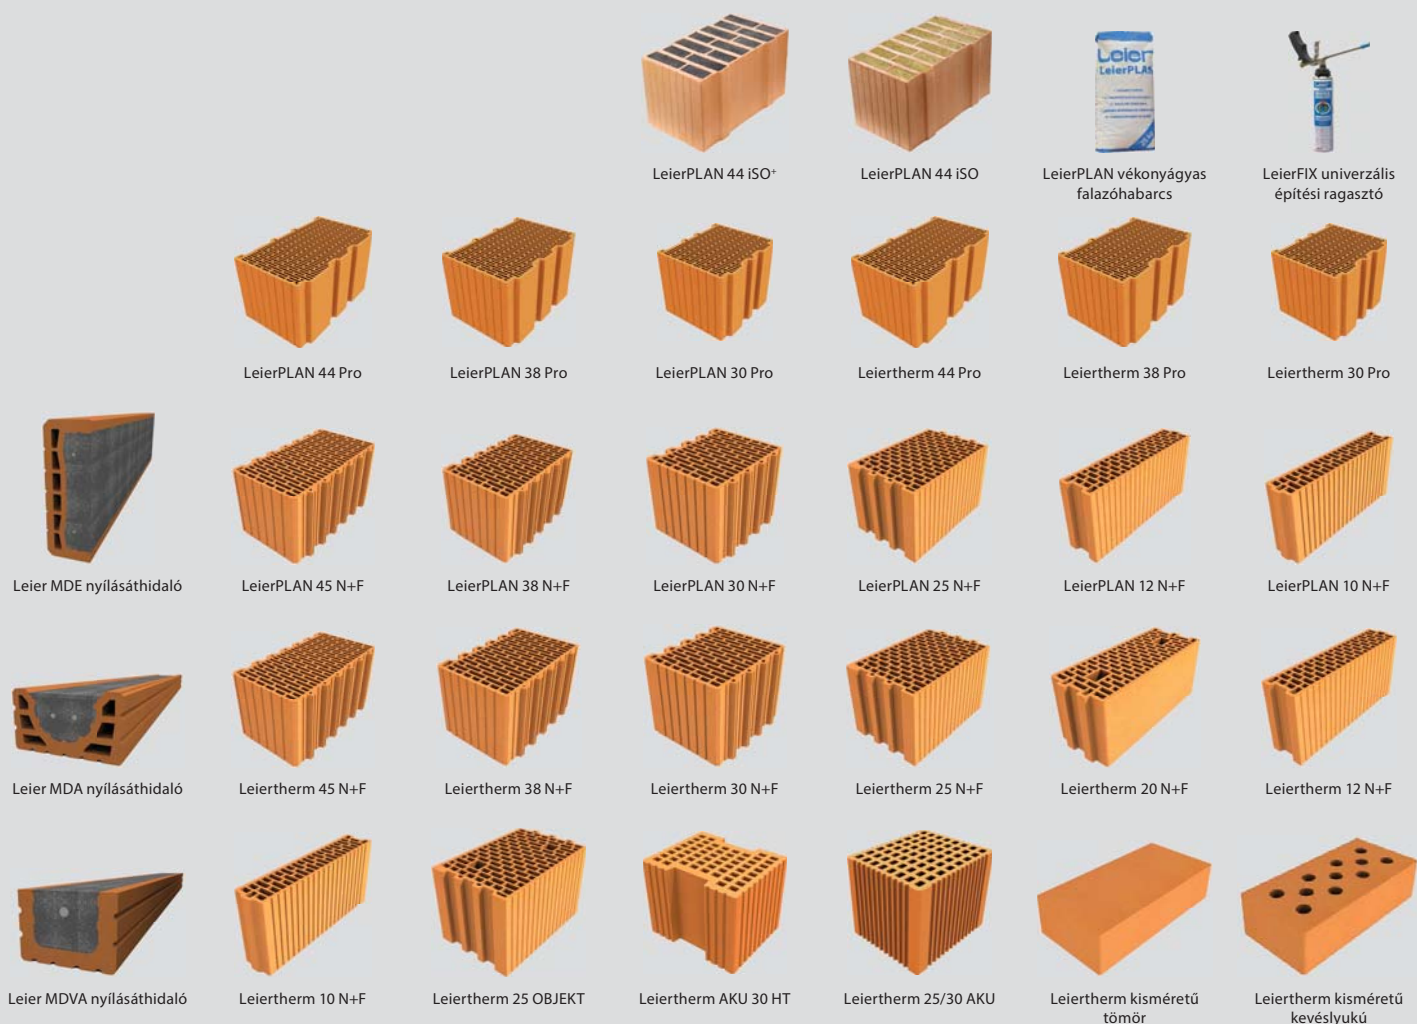 Leier
LeierPLAN
25 kg
LeierPLAN 44 iSO⁺
LeierPLAN 44 iSO
LeierPLAN vékonyágyas
falazóhabarcs
LeierFIX univerzális
építési ragasztó
LeierPLAN 44 Pro
LeierPLAN 38 Pro
LeierPLAN 30 Pro
Leiertherm 44 Pro
Leiertherm 38 Pro
Leiertherm 30 Pro
Leier MDE nyílásáthidaló
LeierPLAN 45 N+F
LeierPLAN 38 N+F
LeierPLAN 30 N+F
LeierPLAN 25 N+F
LeierPLAN 12 N+F
LeierPLAN 10 N+F
Leier MDA nyílásáthidaló
Leiertherm 45 N+F
Leiertherm 38 N+F
Leiertherm 30 N+F
Leiertherm 25 N+F
Leiertherm 20 N+F
Leiertherm 12 N+F
Leier MDVA nyílásáthidaló
Leiertherm 10 N+F
Leiertherm 25 OBJEKT
Leiertherm AKU 30 HT
Leiertherm 25/30 AKU
Leiertherm kisméretű
tömör
Leiertherm kisméretű
kevéslyukú